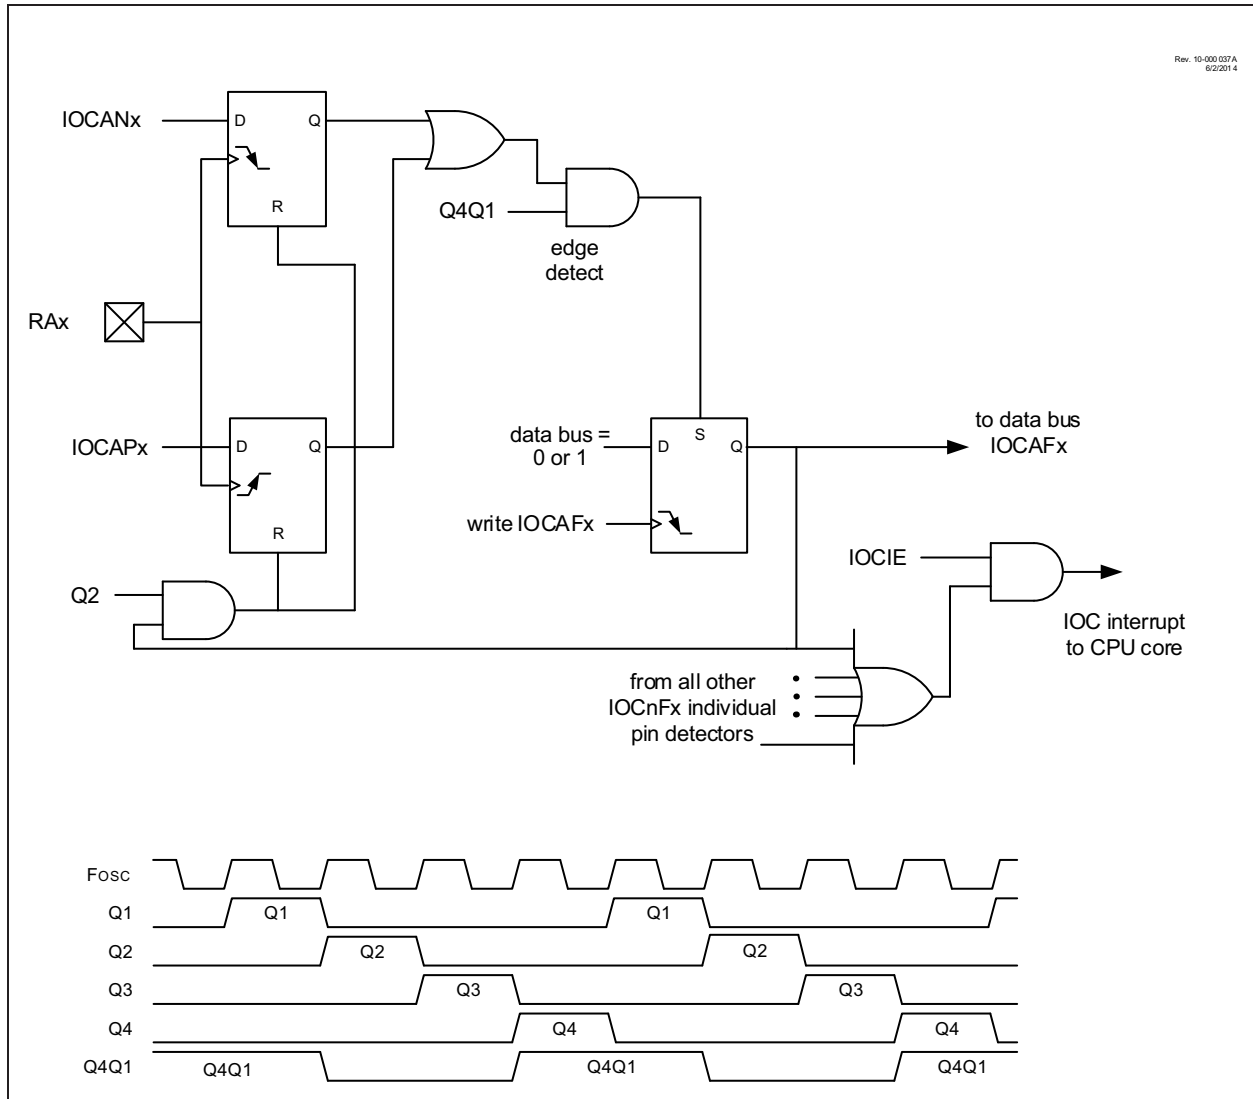 Rev. 10-000 037A
6/2/201 4
IOCANx
D
Q
R
Q4Q1
edge
detect
RAx
IOCAPx
D
Q
R
data bus =
0 or 1
D
S
Q
write IOCAFx
to data bus
IOCAFx
IOCIE
IOC interrupt
to CPU core
Q2
from all other
IOCnFx individual
pin detectors
FOSC
Q1 Q1 Q1
Q2 Q2 Q2
Q3 Q3 Q3
Q4 Q4 Q4
Q4Q1 Q4Q1 Q4Q1 Q4Q1